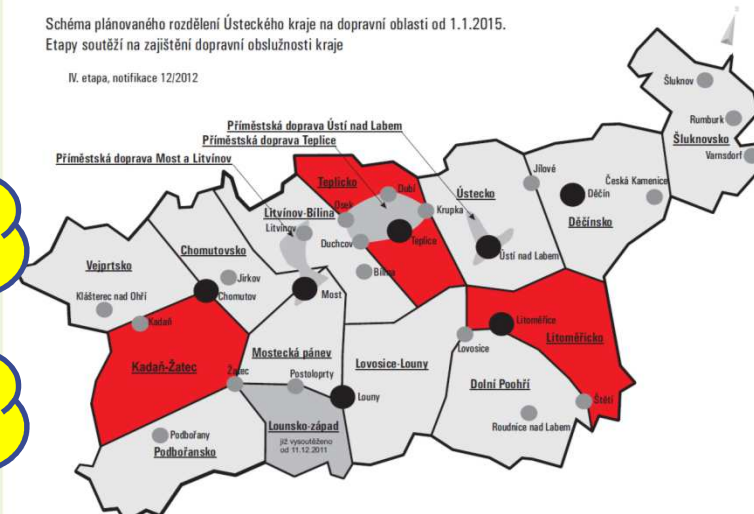 Schéma plánovaného rozdělení Ústeckého kraje na dopravní oblasti od 1.1.2015.
Etapy soutěží na zajištění dopravní obslužnosti kraje
IV. etapa, notifikace 12/2012
Šluknov
Rumburk
Šluknovsko
Varnsdorf
Příměstská doprava Ústí nad Labem
Příměstská doprava Teplice
Příměstská doprava Most a Litvínov
Teplicko
Dubí
Osek
Krupka
Ústecko
Jílové
Děčín
Česká Kamenice
Děčínsko
Litvínov-Bílina
Litvínov
Duchcov
Teplice
Ústí nad Labem
Bílina
Chomutovsko
Vejprtsko
Jirkov
Chomutov
Most
Klášterec nad Ohří
Kadaň
Litoměřice
Litoměřicko
Lovosice
Mostecká pánev
Lovosice-Louny
Kadaň-Žatec
Žatec
Postoloprty
Louny
Dolní Poohří
Štětí
Roudnice nad Labem
Lounsko-západ
již vysoutěženo
od 11.12.2011
Podbořany
Podbořansko